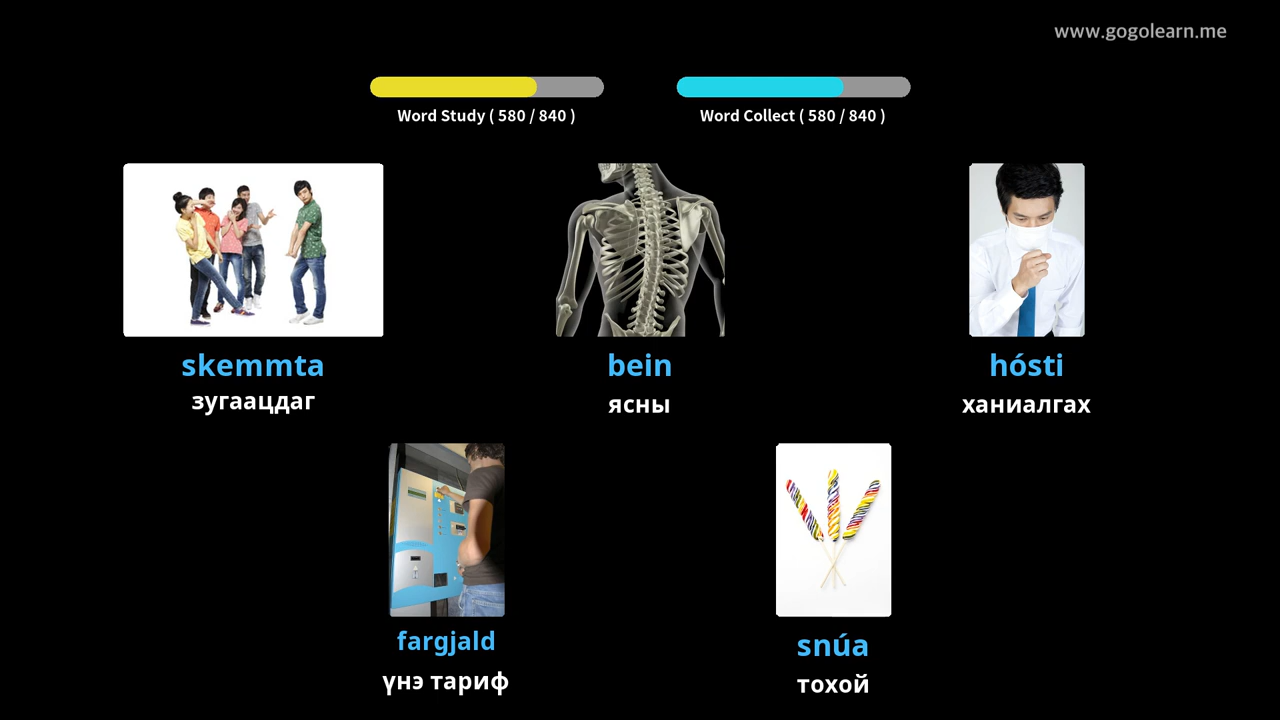 www.gogolearn.me
Word Study ( 580 / 840 )
Word Collect ( 580 / 840 )
skemmta
зугаацдаг
bein
ясны
hósti
ханиалгах
fargjald
үнэ тариф
snúa
тохой